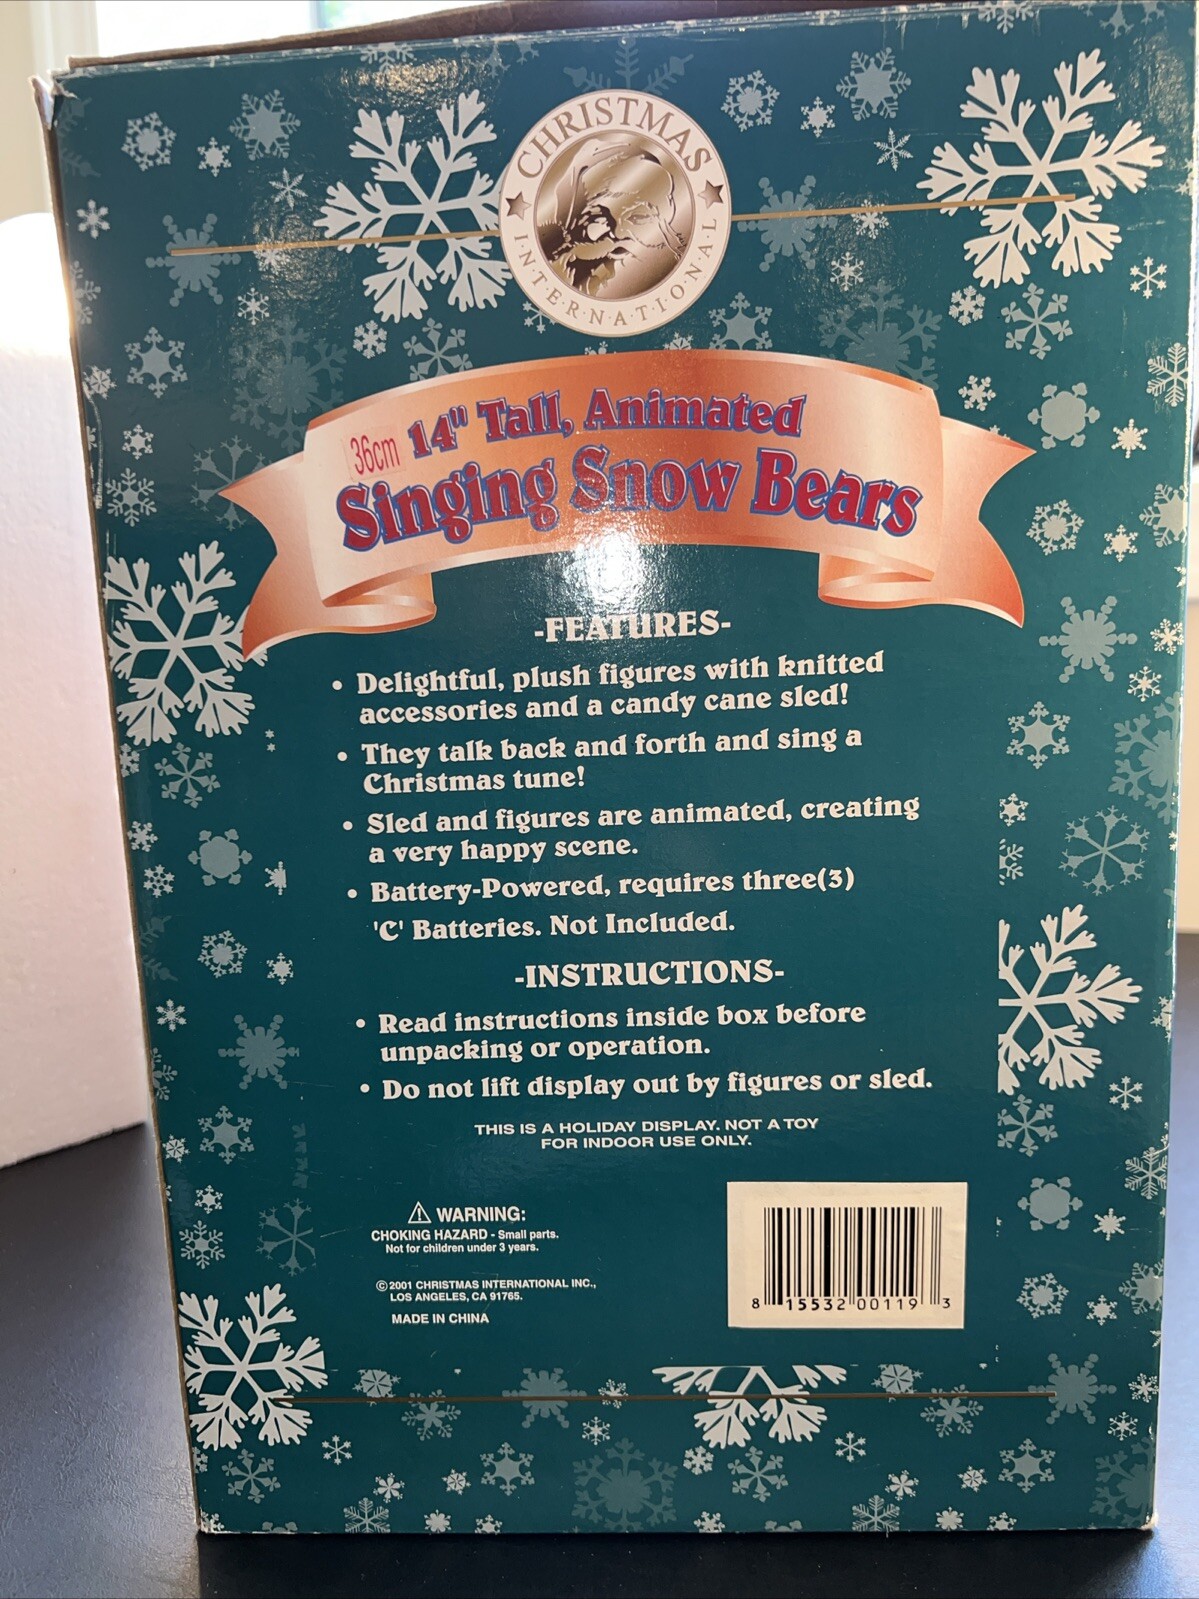 CHRISTMAS
I·N·T·E·R·N·A·T·I·O·N·A·L
36cm 14" Tall, Animated
Singing Snow Bears
-FEATURES-
• Delightful, plush figures with knitted
accessories and a candy cane sled!
• They talk back and forth and sing a
Christmas tune!
• Sled and figures are animated, creating
a very happy scene.
• Battery-Powered, requires three(3)
'C' Batteries. Not Included.
-INSTRUCTIONS-
• Read instructions inside box before
unpacking or operation.
• Do not lift display out by figures or sled.
THIS IS A HOLIDAY DISPLAY. NOT A TOY
FOR INDOOR USE ONLY.
⚠ WARNING:
CHOKING HAZARD - Small parts.
Not for children under 3 years.
©2001 CHRISTMAS INTERNATIONAL INC.,
LOS ANGELES, CA 91765.
MADE IN CHINA
8 15532 00119 3